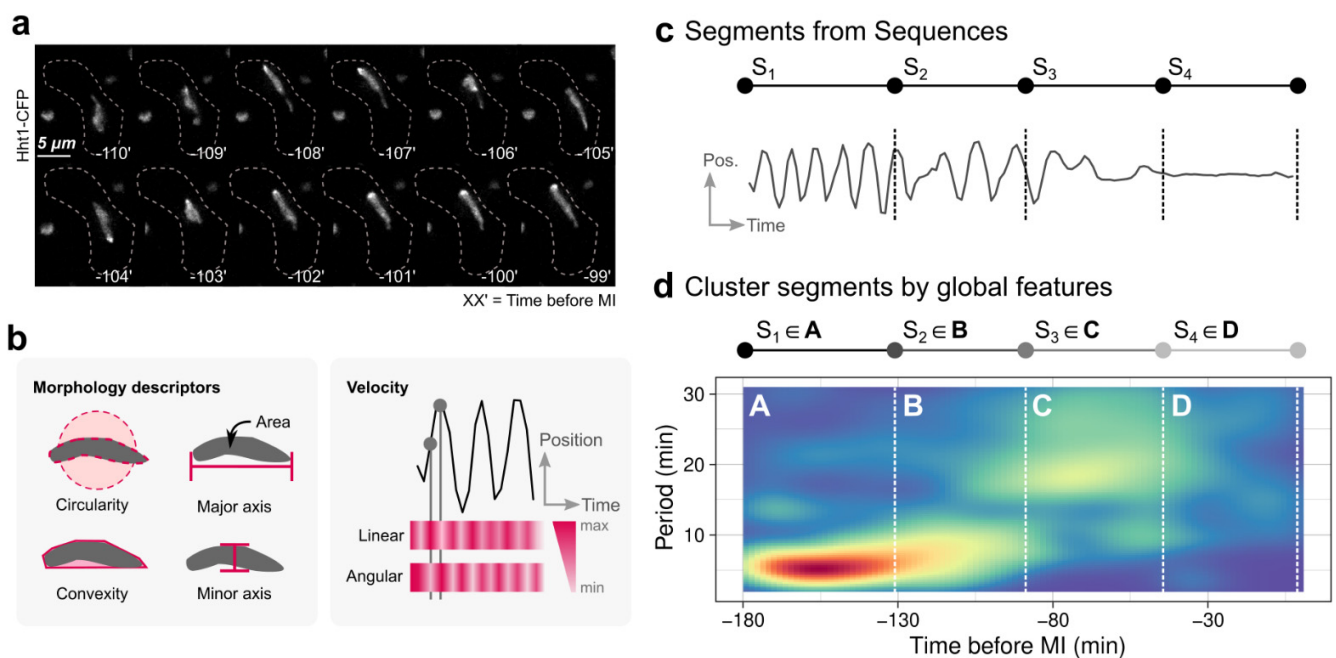 a
Hht1-CFP
5 µm
-110'
-109'
-108'
-107'
-106'
-105'
-104'
-103'
-102'
-101'
-100'
-99'
XX' = Time before MI
b
Morphology descriptors
Area
Circularity
Major axis
Convexity
Minor axis
Velocity
Position
Time
Linear
Angular
max
min
c Segments from Sequences
S1
S2
S3
S4
Pos.
Time
d Cluster segments by global features
S1 ∈ A
S2 ∈ B
S3 ∈ C
S4 ∈ D
A
B
C
D
30
20
10
Period (min)
−180
−130
−80
−30
Time before MI (min)